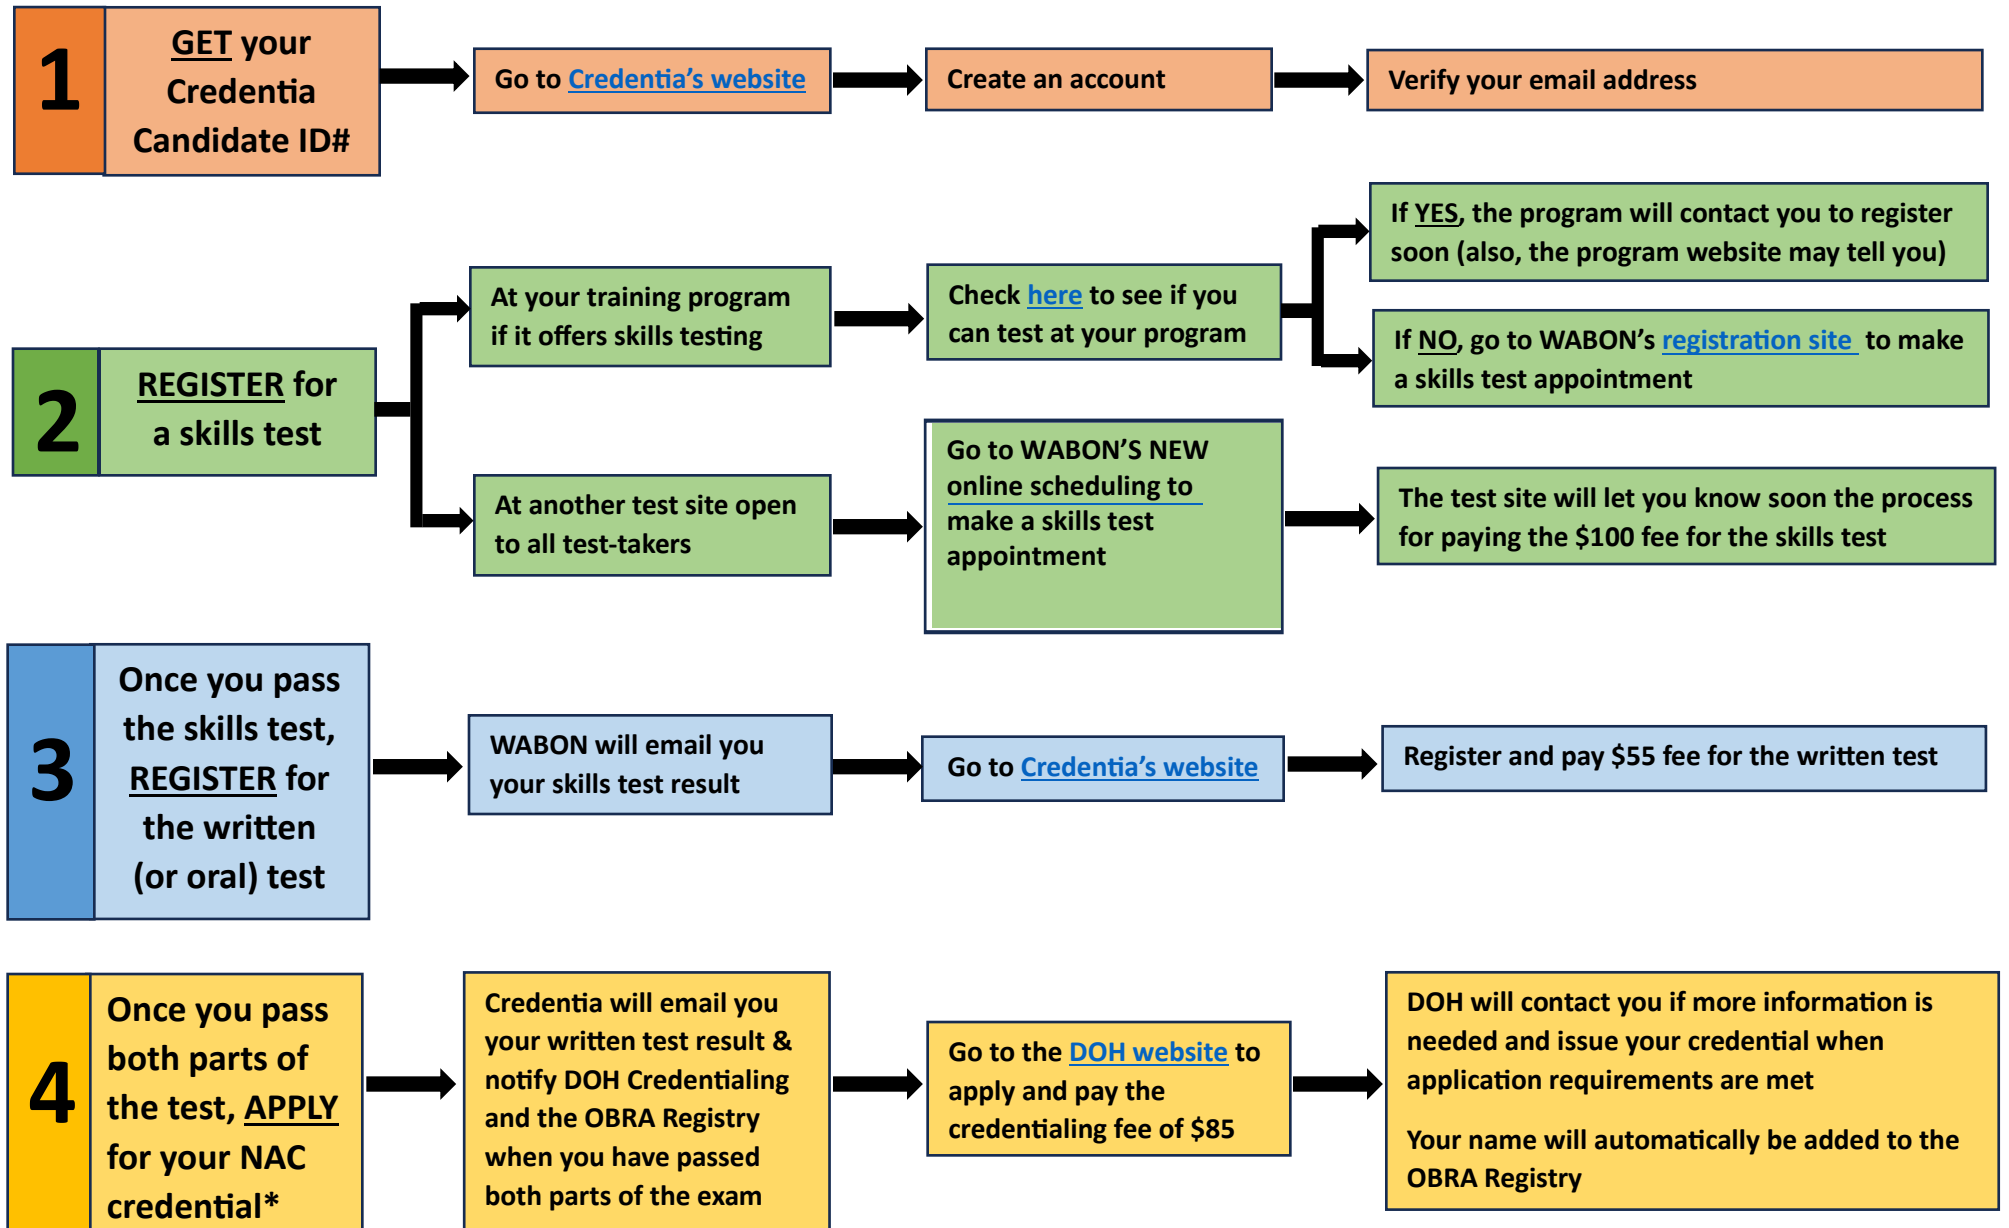 1
GET your
Credentia
Candidate ID#
Go to Credentia's website
Create an account
Verify your email address
2
REGISTER for
a skills test
At your training program
if it offers skills testing
Check here to see if you
can test at your program
If YES, the program will contact you to register
soon (also, the program website may tell you)
If NO, go to WABON's registration site to make
a skills test appointment
At another test site open
to all test-takers
Go to WABON'S NEW
online scheduling to
make a skills test
appointment
The test site will let you know soon the process
for paying the $100 fee for the skills test
3
Once you pass
the skills test,
REGISTER for
the written
(or oral) test
WABON will email you
your skills test result
Go to Credentia's website
Register and pay $55 fee for the written test
4
Once you pass
both parts of
the test, APPLY
for your NAC
credential*
Credentia will email you
your written test result &
notify DOH Credentialing
and the OBRA Registry
when you have passed
both parts of the exam
Go to the DOH website to
apply and pay the
credentialing fee of $85
DOH will contact you if more information is
needed and issue your credential when
application requirements are met
Your name will automatically be added to the
OBRA Registry